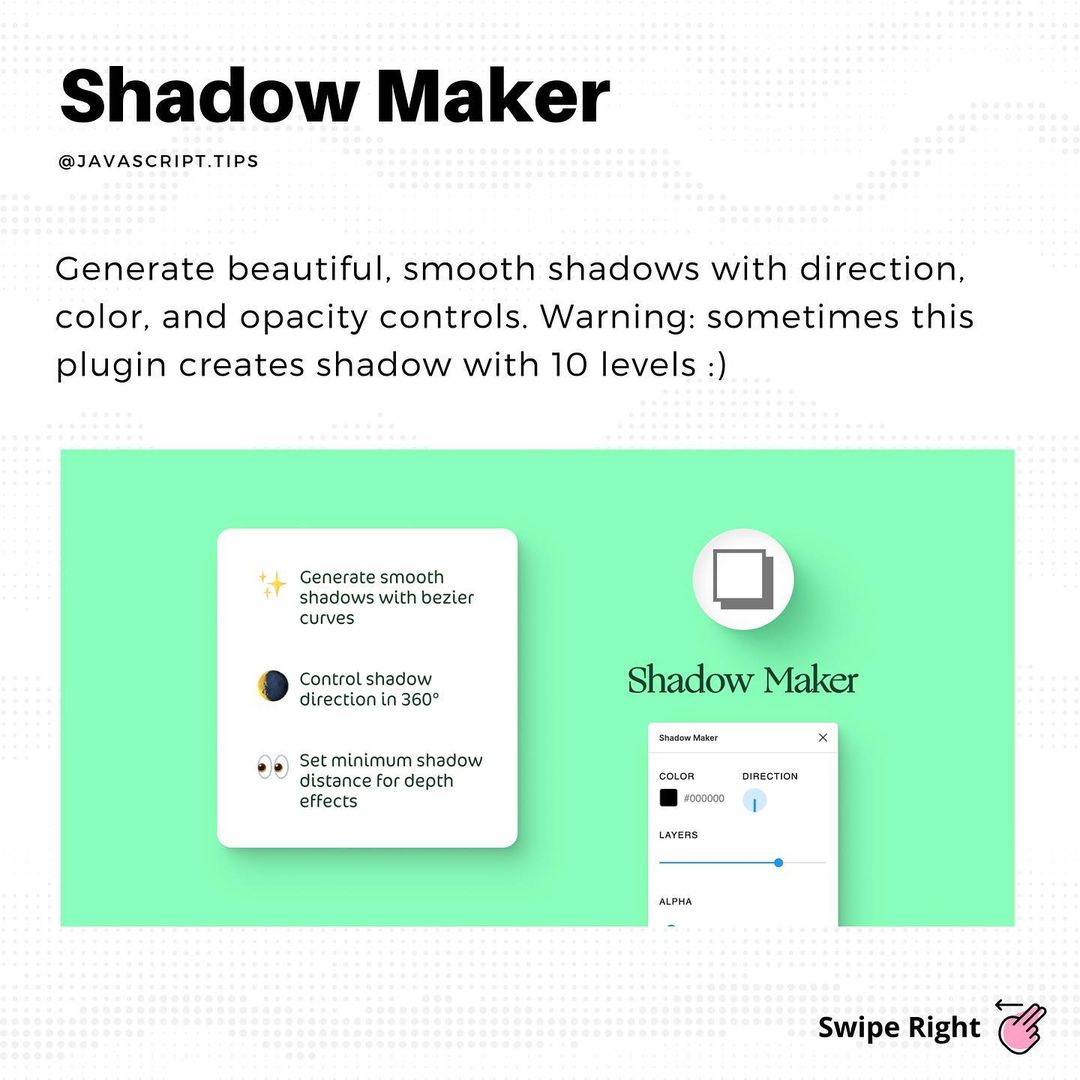 Shadow Maker
@JAVASCRIPT.TIPS
Generate beautiful, smooth shadows with direction,
color, and opacity controls. Warning: sometimes this
plugin creates shadow with 10 levels :)
✨ Generate smooth
shadows with bezier
curves
🌒 Control shadow
direction in 360°
👀 Set minimum shadow
distance for depth
effects
Shadow Maker
Shadow Maker
COLOR DIRECTION
#000000
LAYERS
ALPHA
Swipe Right